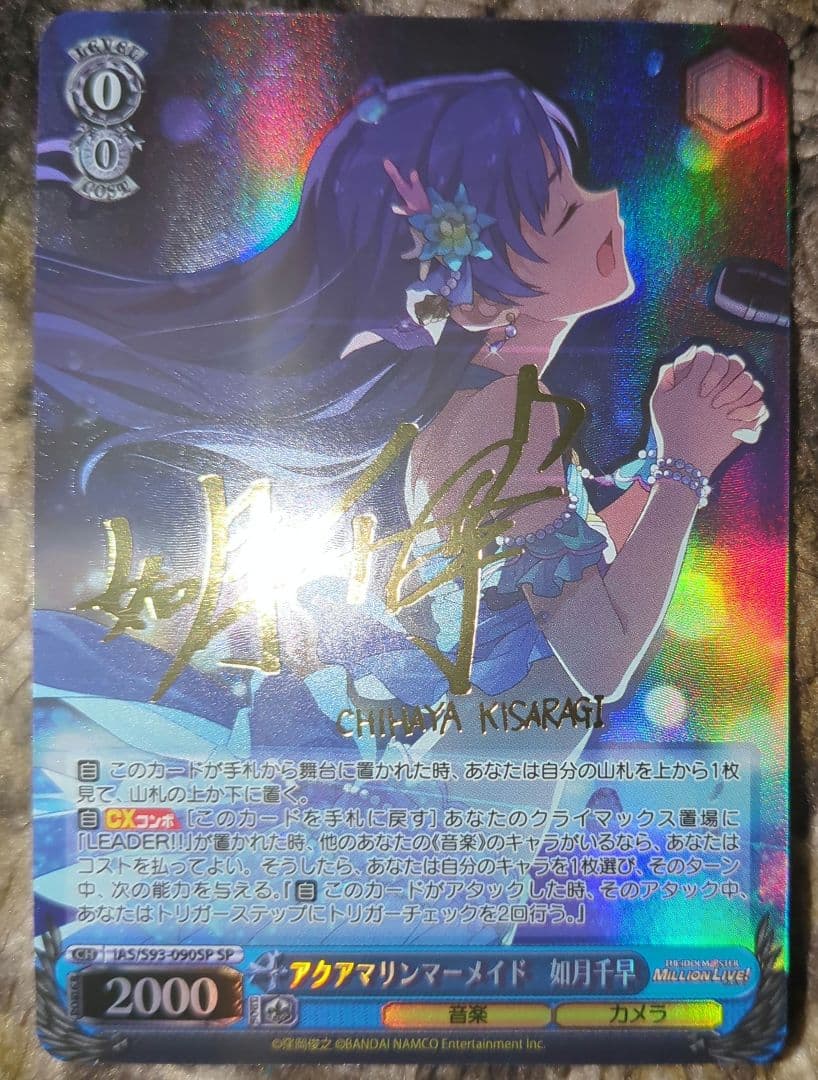 LEVEL
0
0
COST
如月千早
CHIHAYA KISARAGI
自 このカードが手札から舞台に置かれた時、あなたは自分の山札を上から1枚
見て、山札の上か下に置く。
自 CXコンボ [このカードを手札に戻す] あなたのクライマックス置場に
「LEADER!!」が置かれた時、他のあなたの《音楽》のキャラがいるなら、あなたは
コストを払ってよい。そうしたら、あなたは自分のキャラを1枚選び、そのターン
中、次の能力を与える。『自 このカードがアタックした時、そのアタック中、
あなたはトリガーステップにトリガーチェックを2回行う。』
CH IAS/S93-090SP SP
アクアマリンマーメイド 如月千早
THE IDOLM@STER
MILLION LIVE!
POWER
2000
SOUL
音楽
カメラ
©窪岡俊之 ©BANDAI NAMCO Entertainment Inc.